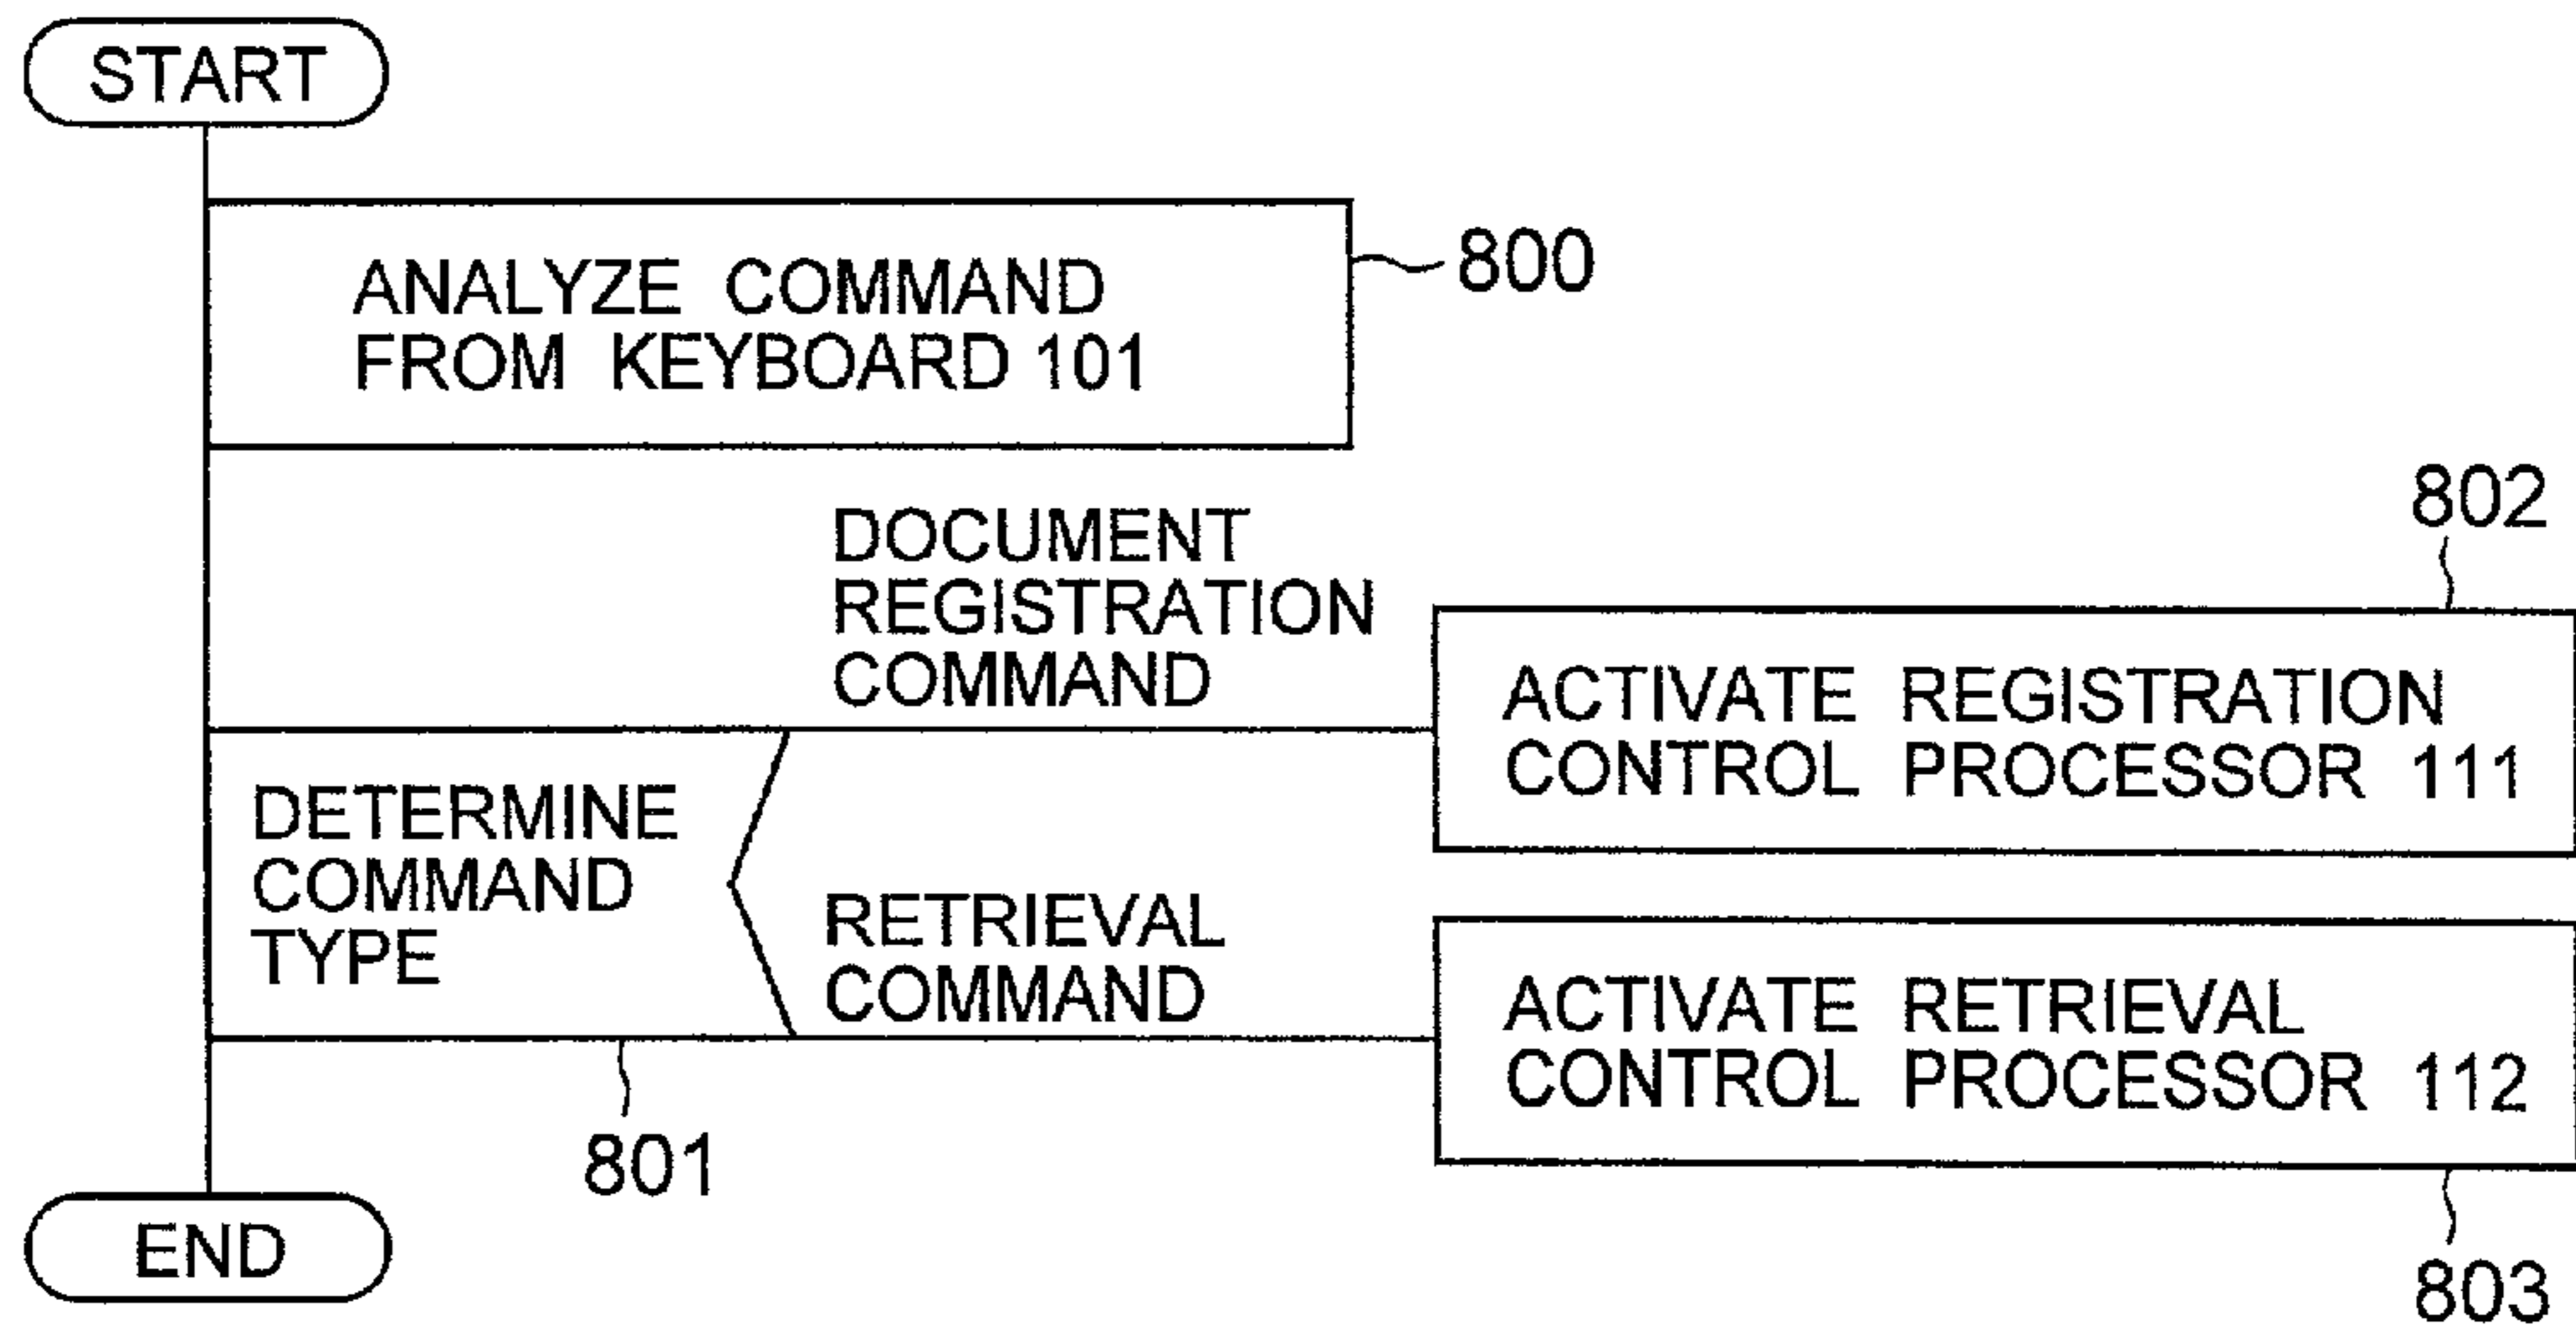 START
ANALYZE COMMAND
FROM KEYBOARD 101
800
DOCUMENT
REGISTRATION
COMMAND
802
ACTIVATE REGISTRATION
CONTROL PROCESSOR 111
DETERMINE
COMMAND
TYPE
801
RETRIEVAL
COMMAND
ACTIVATE RETRIEVAL
CONTROL PROCESSOR 112
803
END